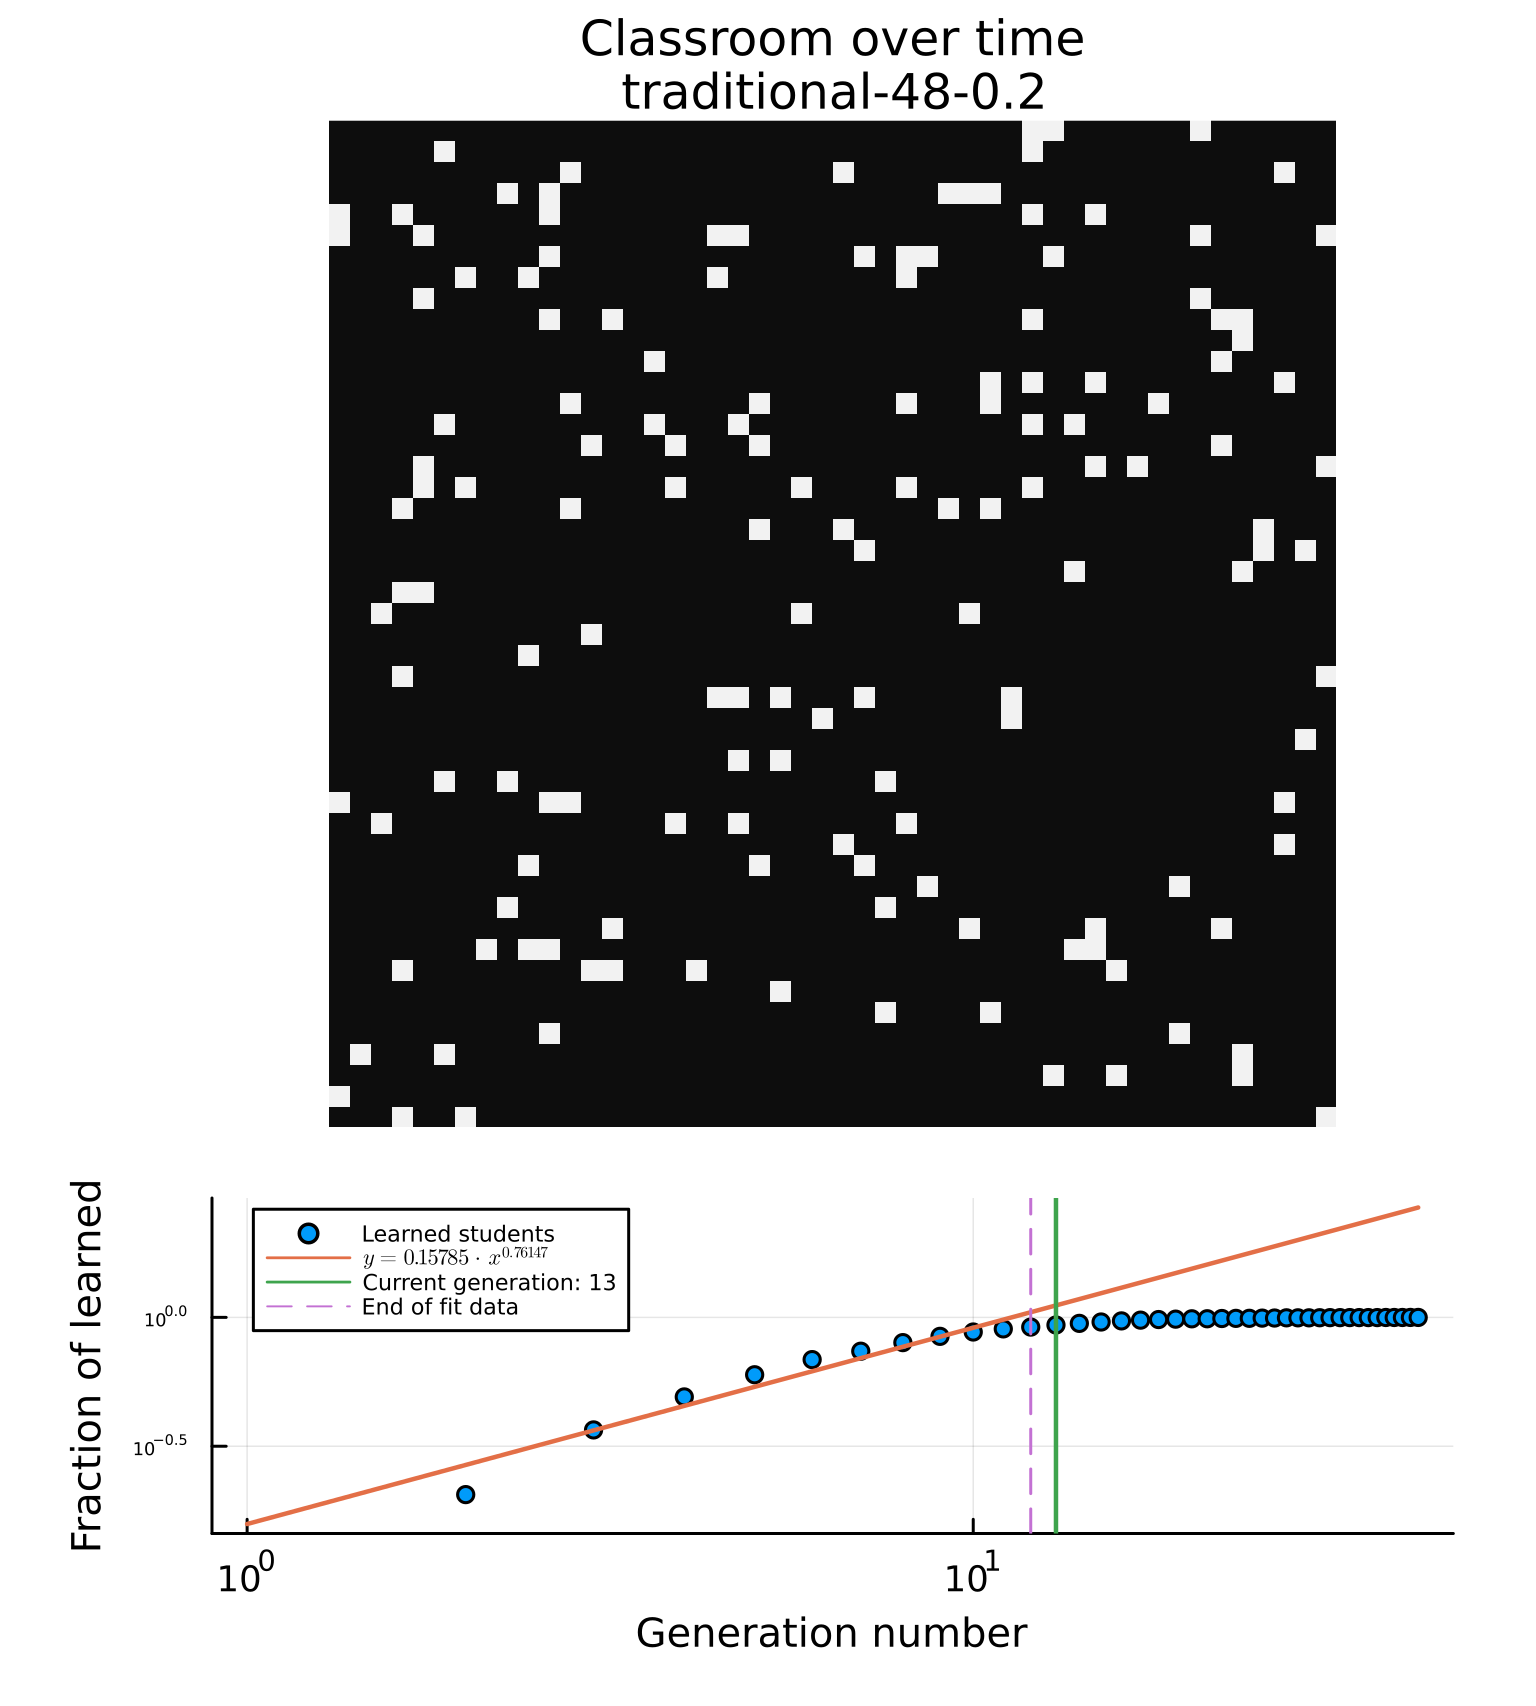 Classroom over time
traditional-48-0.2
Fraction of learned
Learned students
y = 0.15785 · x^0.76147
Current generation: 13
End of fit data
10^0.0
10^−0.5
10^0
10^1
Generation number